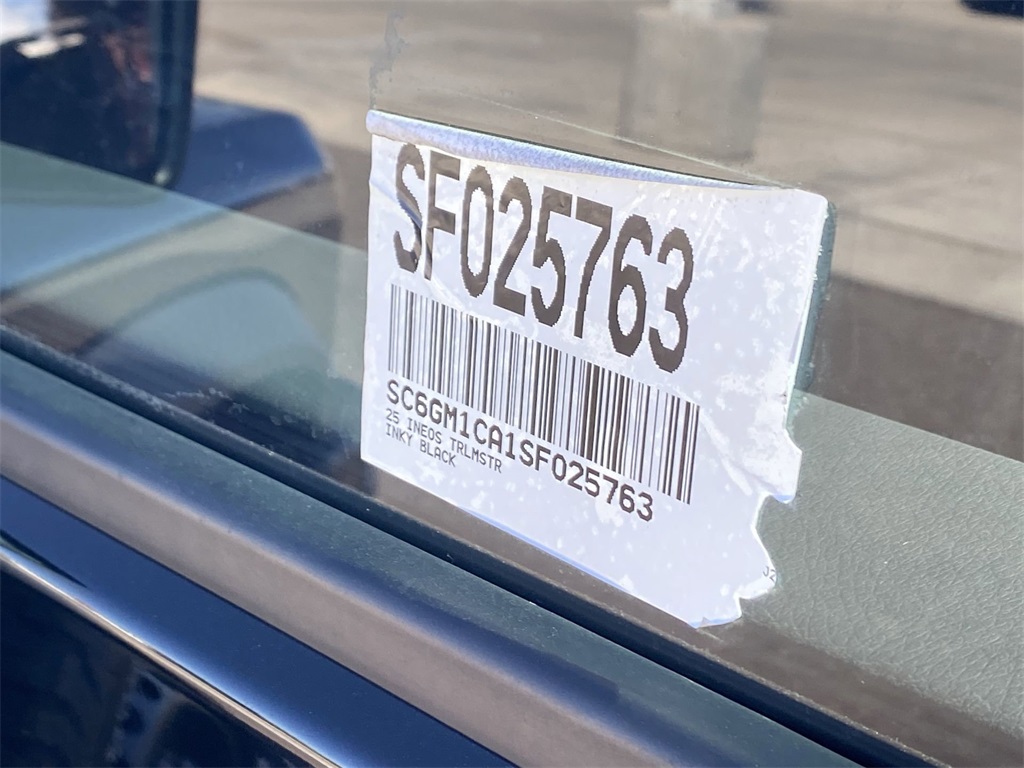 SF025763
SC6GM1CA1SF025763
25 INEOS TRLMSTR
INKY BLACK